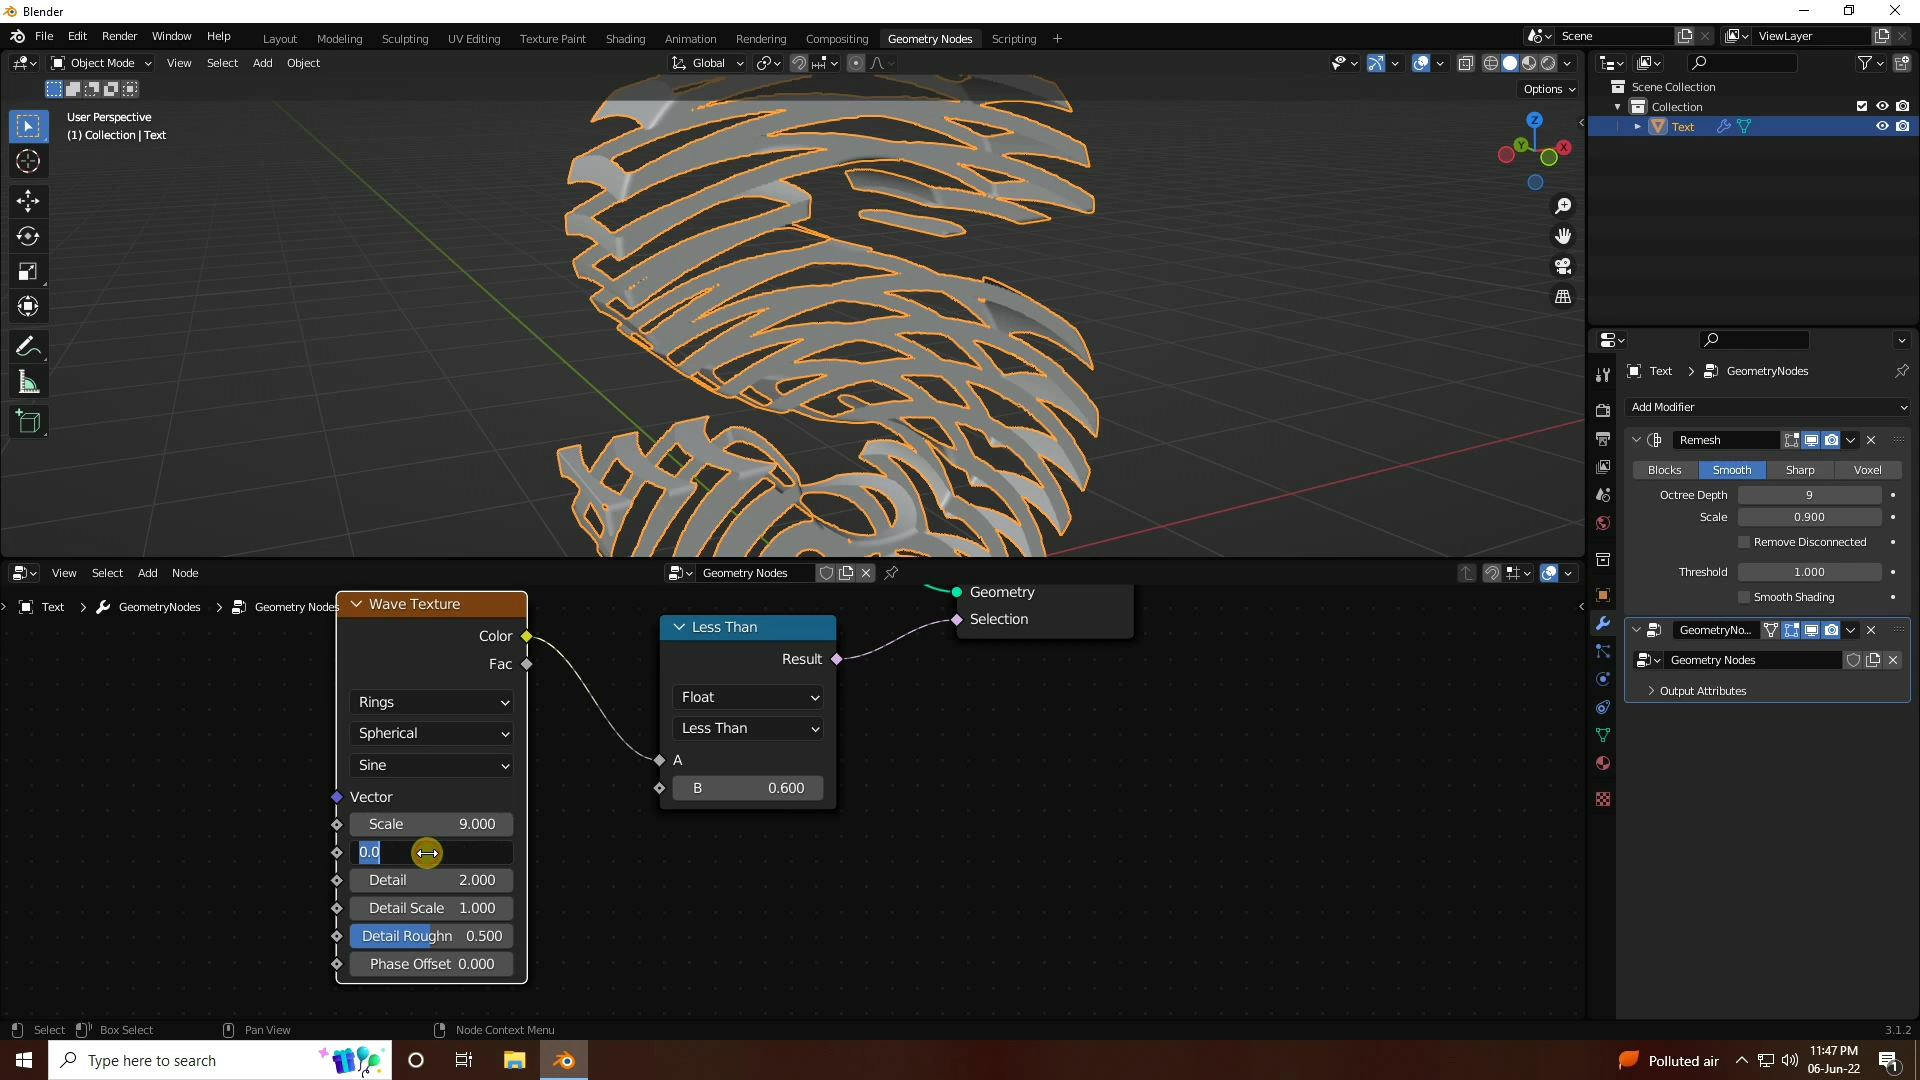 Blender
File Edit Render Window Help
Layout Modeling Sculpting UV Editing Texture Paint Shading Animation Rendering Compositing Geometry Nodes Scripting +
Scene
ViewLayer
Object Mode View Select Add Object
Global
Options
User Perspective
(1) Collection | Text
Z
Y
X
Scene Collection
Collection
Text
Text > GeometryNodes
Add Modifier
Remesh
Blocks Smooth Sharp Voxel
Octree Depth 9
Scale 0.900
Remove Disconnected
Threshold 1.000
Smooth Shading
GeometryNo...
Geometry Nodes
Output Attributes
View Select Add Node
Geometry Nodes
Text > GeometryNodes > Geometry Nodes
Wave Texture
Color
Fac
Rings
Spherical
Sine
Vector
Scale 9.000
0.0
Detail 2.000
Detail Scale 1.000
Detail Roughn 0.500
Phase Offset 0.000
Less Than
Result
Float
Less Than
A
B 0.600
Geometry
Selection
Select Box Select Pan View Node Context Menu
3.1.2
Type here to search
Polluted air
11:47 PM
06-Jun-22
1